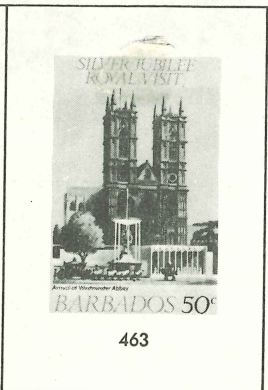 SILVER JUBILEE
ROYAL VISIT
Arrival at Westminster Abbey
BARBADOS 50c
463